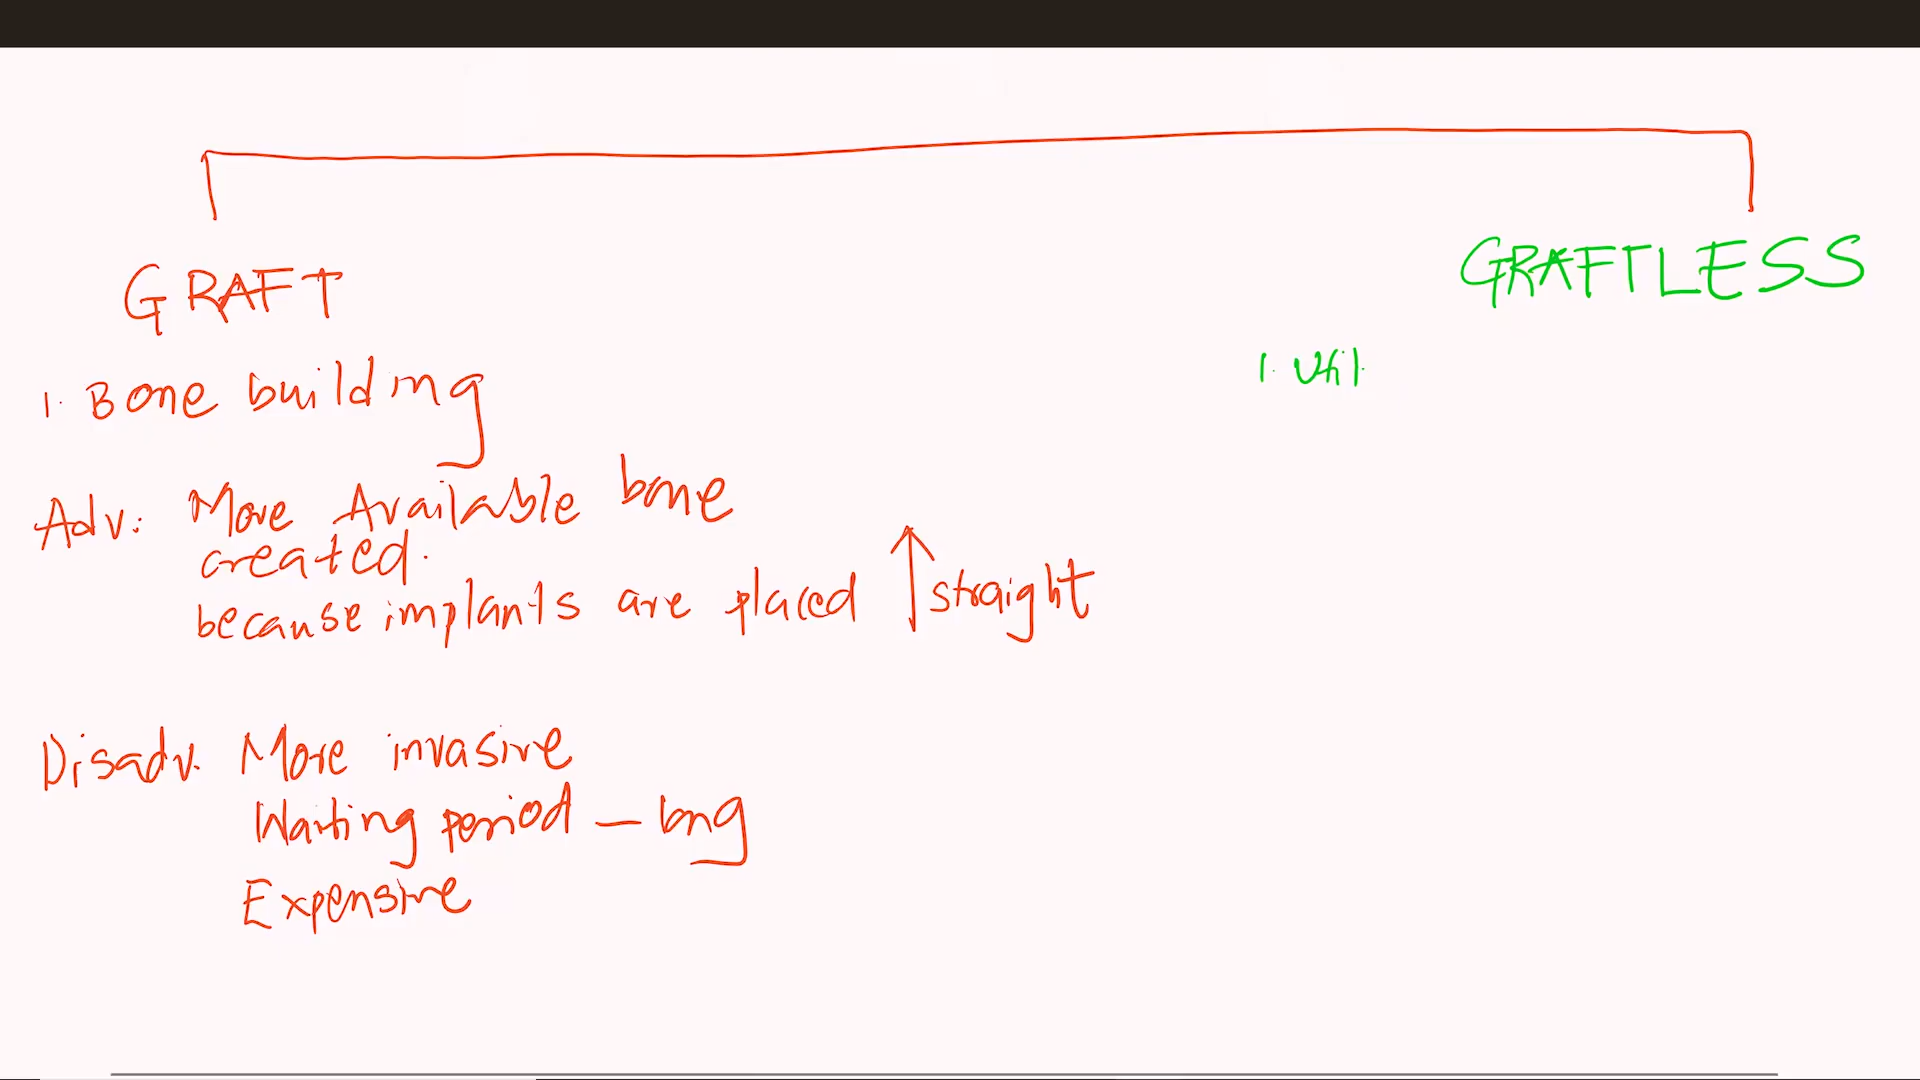 GRAFT
1. Bone building
Adv: More Available bone
created.
because implants are placed straight
Disadv. More invasive
Waiting period – long
Expensive
GRAFTLESS
1. Util